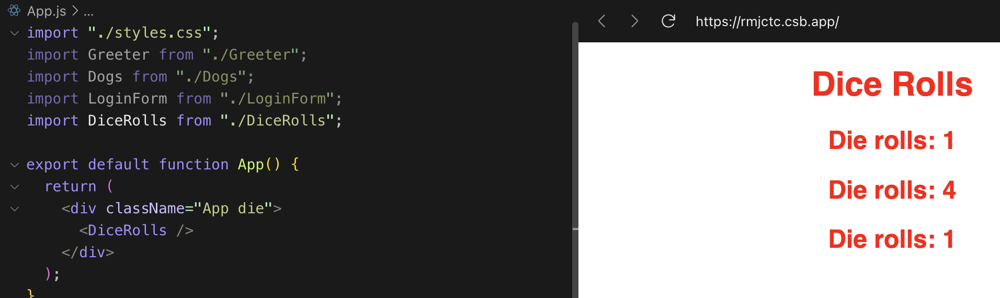 App.js > ...
import "./styles.css";
import Greeter from "./Greeter";
import Dogs from "./Dogs";
import LoginForm from "./LoginForm";
import DiceRolls from "./DiceRolls";
export default function App() {
return (
<div className="App die">
<DiceRolls />
</div>
);
}
https://rmjctc.csb.app/
Dice Rolls
Die rolls: 1
Die rolls: 4
Die rolls: 1